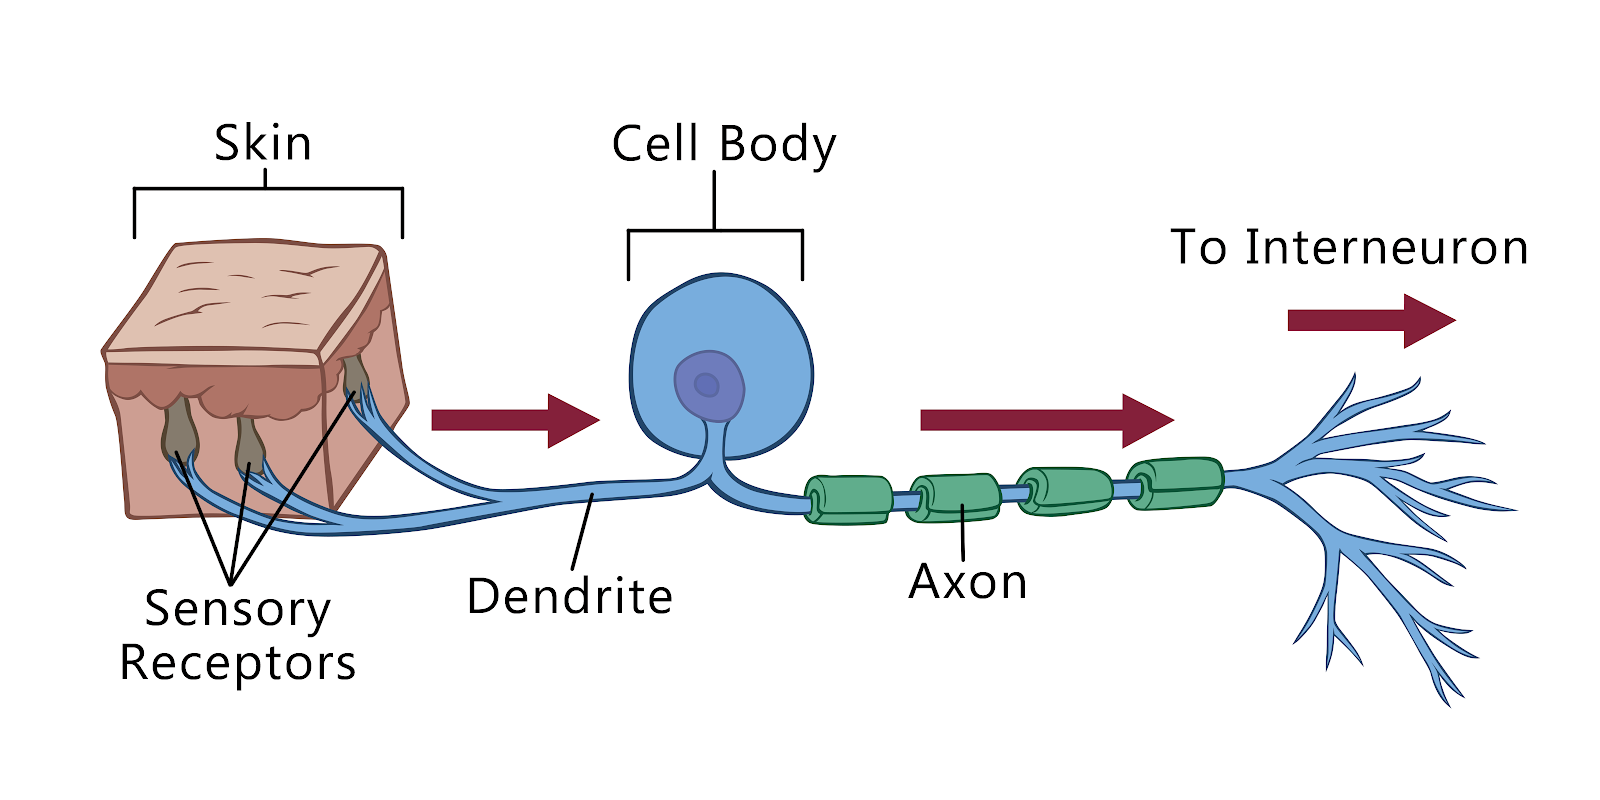 Skin
Cell Body
To Interneuron
Sensory
Receptors
Dendrite
Axon